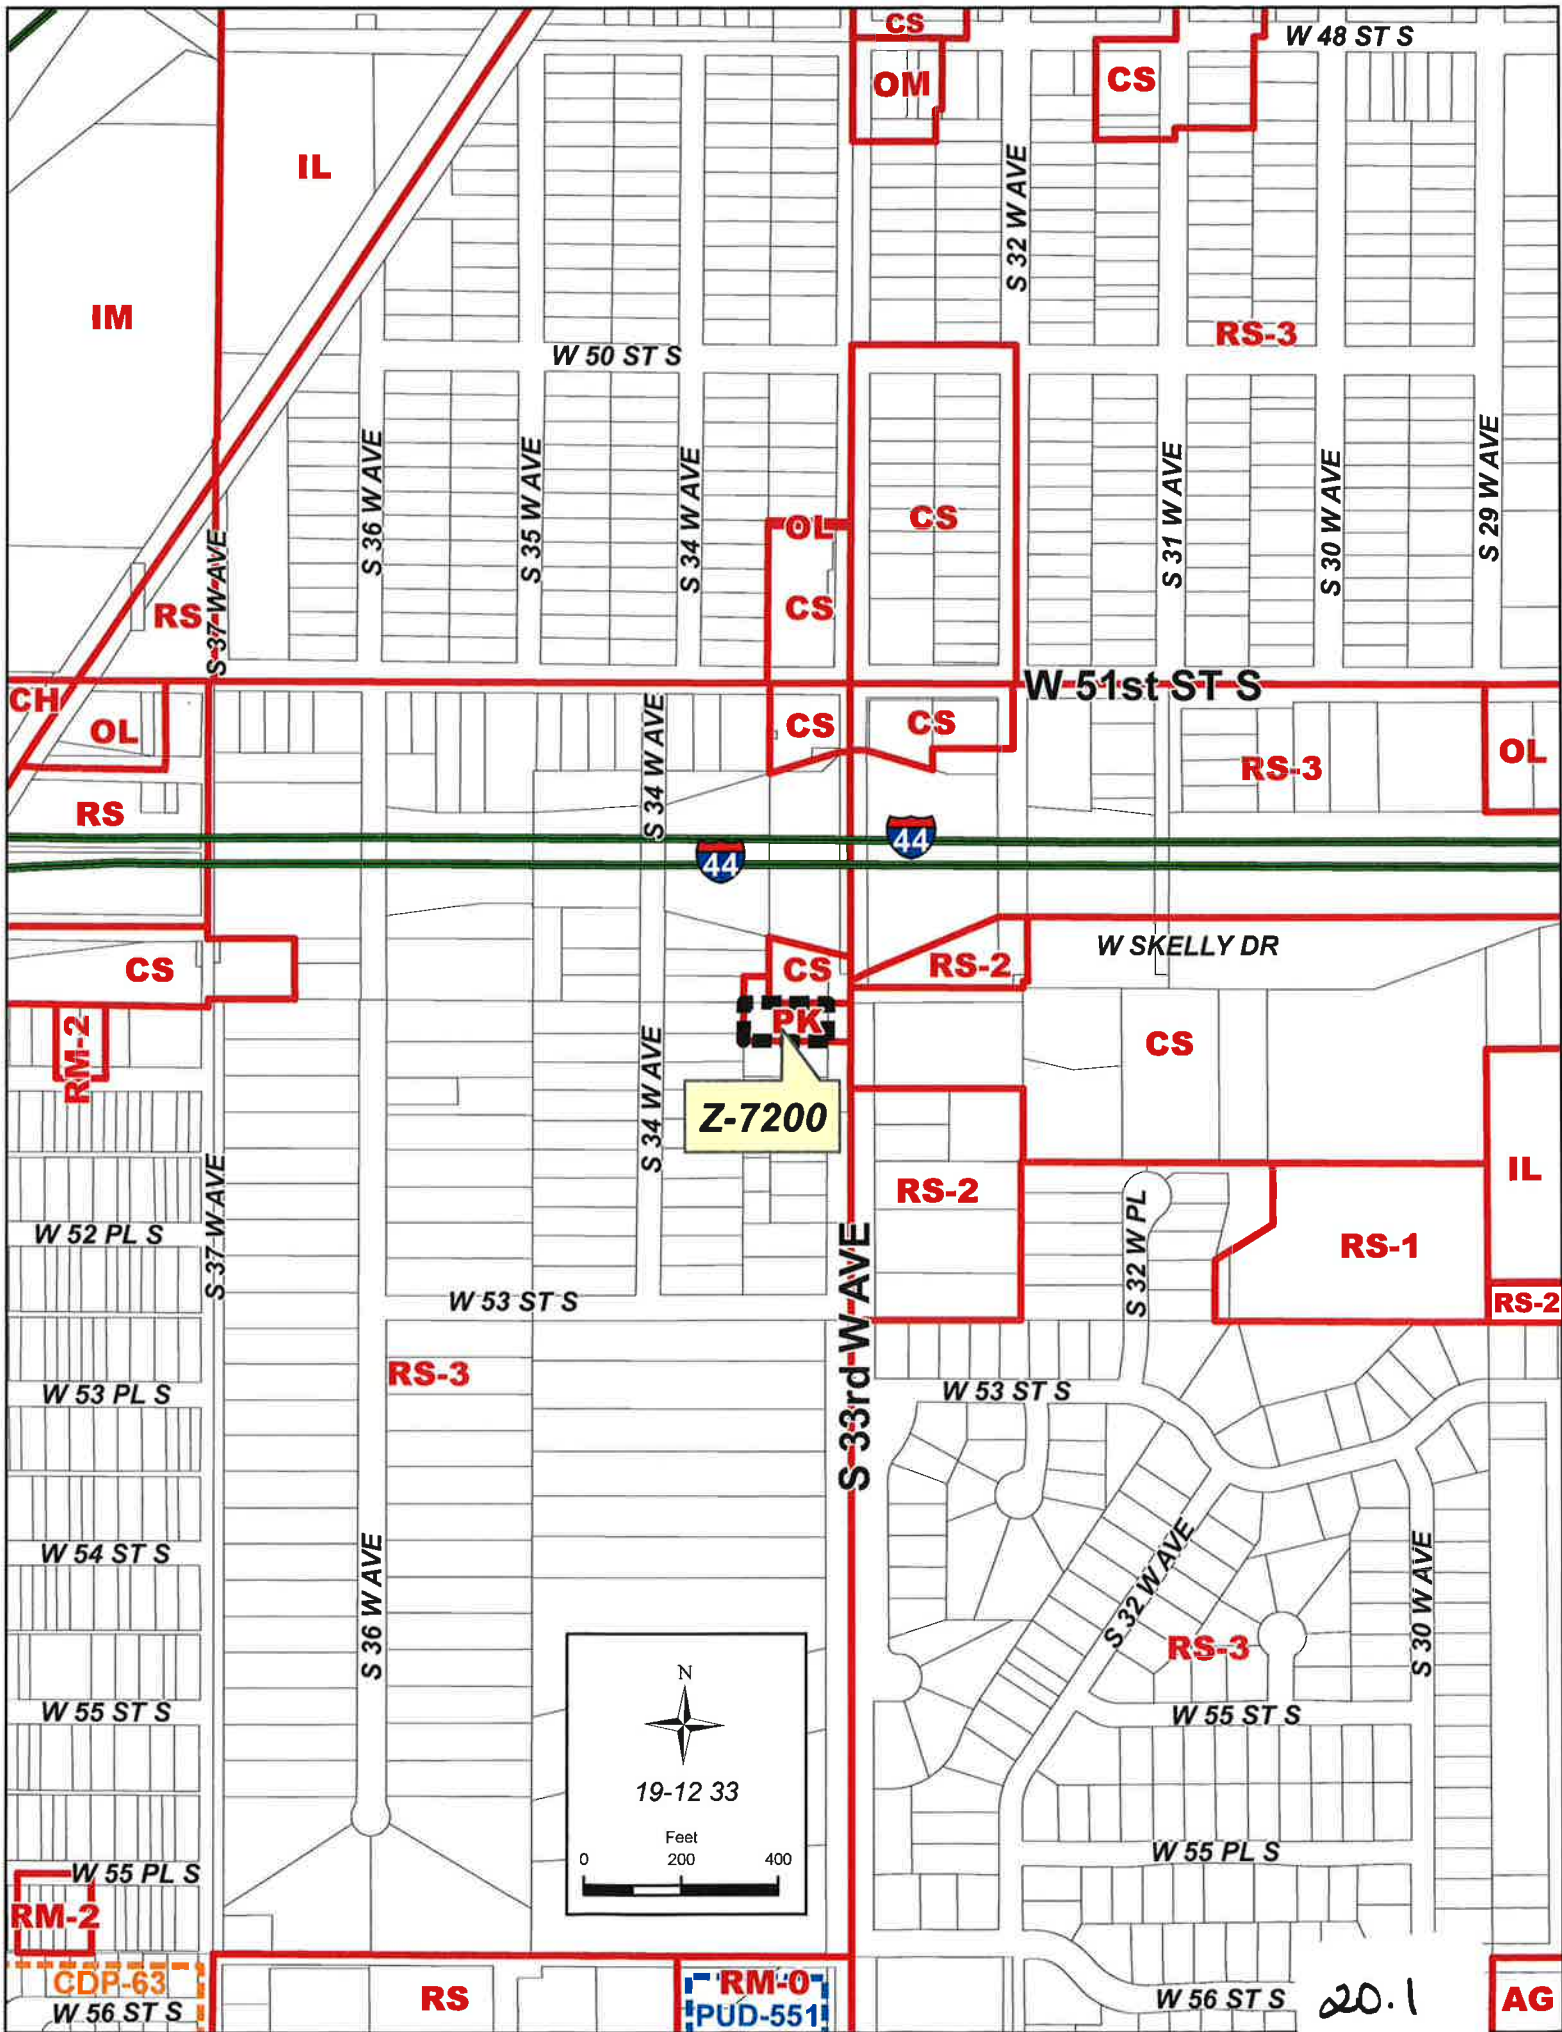 CS
W 48 ST S
OM
CS
IL
S 32 W AVE
IM
RS-3
W 50 ST S
S 36 W AVE
S 35 W AVE
S 34 W AVE
OL
CS
S 31 W AVE
S 30 W AVE
S 29 W AVE
RS
S 37 W AVE
CS
W 51st ST S
CH
OL
S 34 W AVE
CS
CS
RS-3
OL
RS
44
44
W SKELLY DR
CS
CS
RS-2
PK
RM-2
S 34 W AVE
CS
Z-7200
S 37 W AVE
W 52 PL S
RS-2
S 32 W PL
RS-1
IL
W 53 ST S
S 33rd W AVE
RS-2
RS-3
W 53 PL S
W 53 ST S
W 54 ST S
S 36 W AVE
S 32 W AVE
S 30 W AVE
RS-3
N
W 55 ST S
W 55 ST S
19-12 33
Feet
0 200 400
W 55 PL S
W 55 PL S
RM-2
CDP-63
W 56 ST S
RS
RM-0
PUD-551
W 56 ST S
20.1
AG